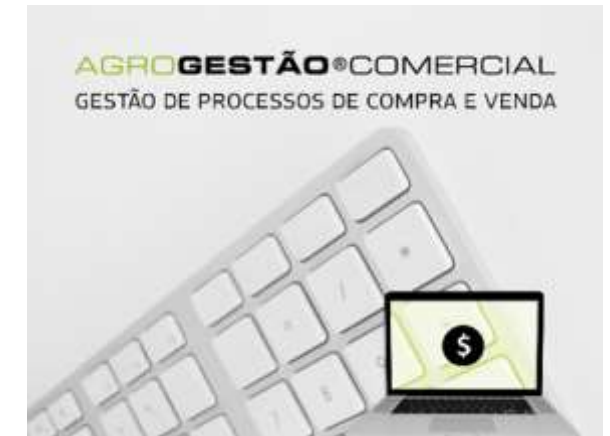 AGROGESTÃO®COMERCIAL
GESTÃO DE PROCESSOS DE COMPRA E VENDA
$